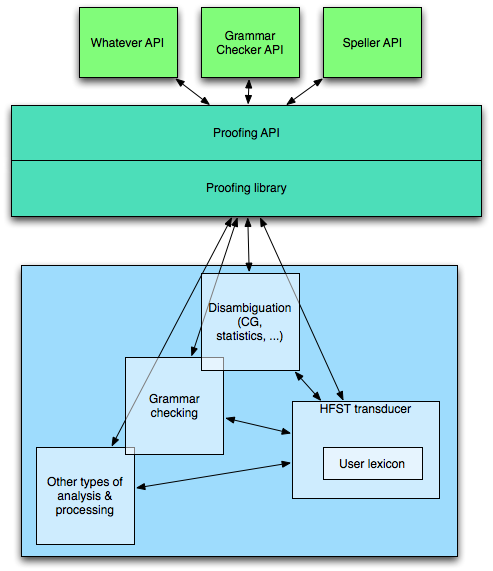 Whatever API
Grammar
Checker API
Speller API
Proofing API
Proofing library
Disambiguation
(CG,
statistics, ...)
Grammar
checking
HFST transducer
User lexicon
Other types of
analysis &
processing